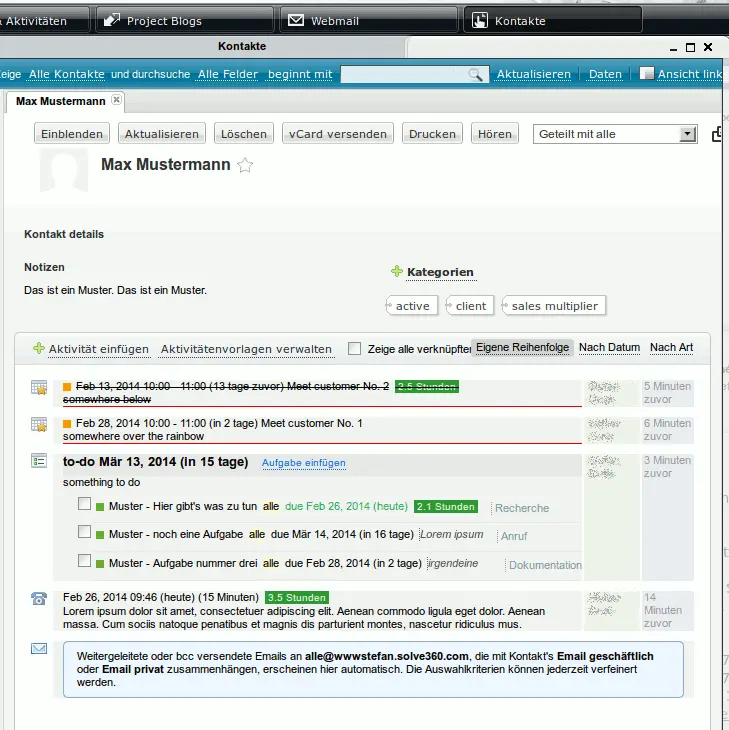 Aktivitäten Project Blogs Webmail Kontakte
Kontakte
Zeige Alle Kontakte und durchsuche Alle Felder beginnt mit Aktualisieren Daten Ansicht link
Max Mustermann
Einblenden Aktualisieren Löschen vCard versenden Drucken Hören Geteilt mit alle
Max Mustermann
Kontakt details
Notizen
Das ist ein Muster. Das ist ein Muster.
Kategorien
active client sales multiplier
Aktivität einfügen Aktivitätenvorlagen verwalten Zeige alle verknüpfter Eigene Reihenfolge Nach Datum Nach Art
Feb 13, 2014 10:00 - 11:00 (13 tage zuvor) Meet customer No. 2 2.5 Stunden
somewhere below
5 Minuten
zuvor
Feb 28, 2014 10:00 - 11:00 (in 2 tage) Meet customer No. 1
somewhere over the rainbow
6 Minuten
zuvor
to-do Mär 13, 2014 (in 15 tage) Aufgabe einfügen
3 Minuten
zuvor
something to do
Muster - Hier gibt's was zu tun alle due Feb 26, 2014 (heute) 2.1 Stunden Recherche
Muster - noch eine Aufgabe alle due Mär 14, 2014 (in 16 tage) Lorem ipsum Anruf
Muster - Aufgabe nummer drei alle due Feb 28, 2014 (in 2 tage) irgendeine Dokumentation
Feb 26, 2014 09:46 (heute) (15 Minuten) 3.5 Stunden
Lorem ipsum dolor sit amet, consectetuer adipiscing elit. Aenean commodo ligula eget dolor. Aenean
massa. Cum sociis natoque penatibus et magnis dis parturient montes, nascetur ridiculus mus.
14
Minuten
zuvor
Weitergeleitete oder bcc versendete Emails an alle@wwwstefan.solve360.com, die mit Kontakt's Email geschäftlich
oder Email privat zusammenhängen, erscheinen hier automatisch. Die Auswahlkriterien können jederzeit verfeinert
werden.